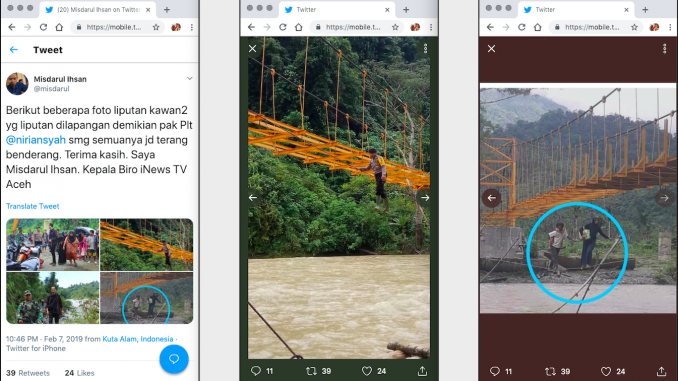 (20) Misdarul Ihsan on Twitter
https://mobile.t...
Tweet
Misdarul Ihsan
@misdarul
Berikut beberapa foto liputan kawan2
yg liputan dilapangan demikian pak Plt
@niriansyah smg semuanya jd terang
benderang. Terima kasih. Saya
Misdarul Ihsan. Kepala Biro iNews TV
Aceh
Translate Tweet
10:46 PM · Feb 7, 2019 from Kuta Alam, Indonesia ·
Twitter for iPhone
39 Retweets 24 Likes
Twitter
https://mobile.t...
11 39 24
Twitter
https://mobile.t...
11 39 24